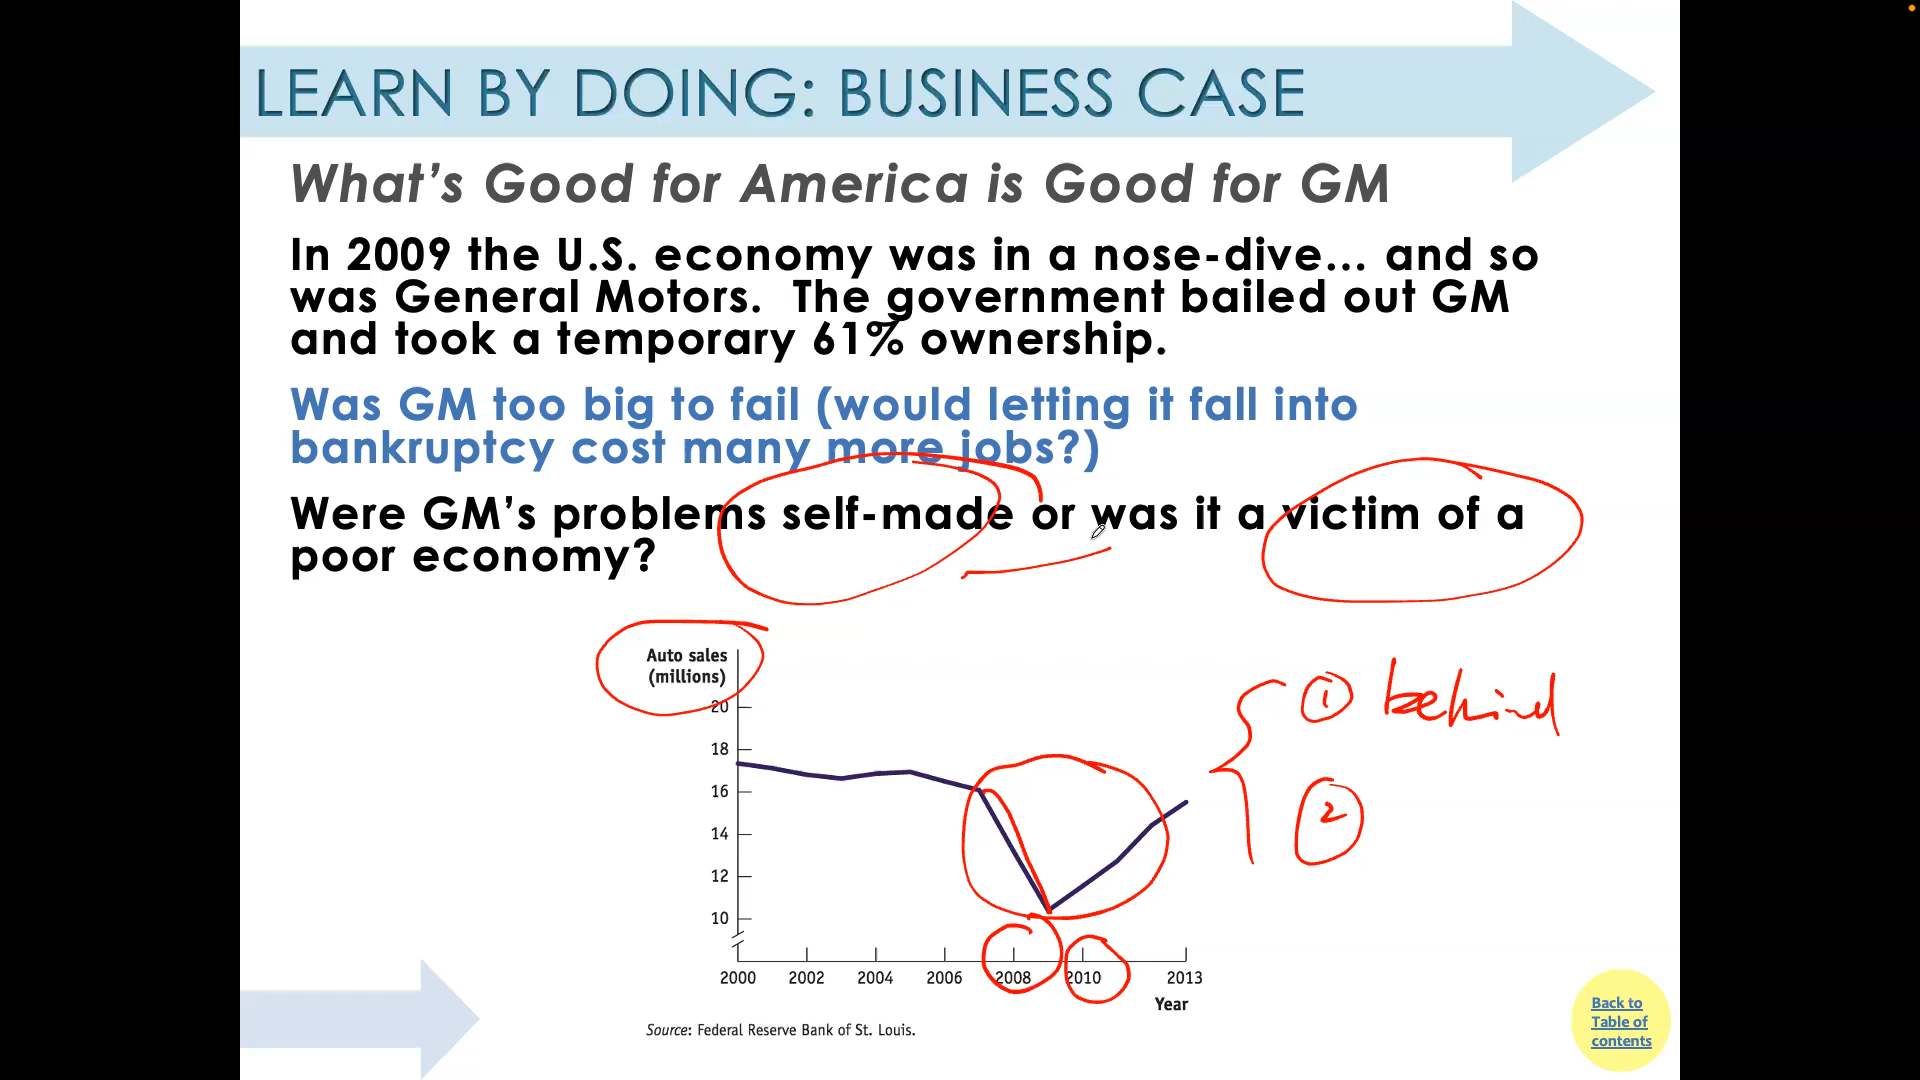 LEARN BY DOING: BUSINESS CASE
What's Good for America is Good for GM
In 2009 the U.S. economy was in a nose-dive... and so
was General Motors.  The government bailed out GM
and took a temporary 61% ownership.
Was GM too big to fail (would letting it fall into
bankruptcy cost many more jobs?)
Were GM's problems self-made or was it a victim of a
poor economy?
Auto sales
(millions)
20
18
16
14
12
10
2000 2002 2004 2006 2008 2010 2013
Year
Source: Federal Reserve Bank of St. Louis.
① behind
②
Back to
Table of
contents